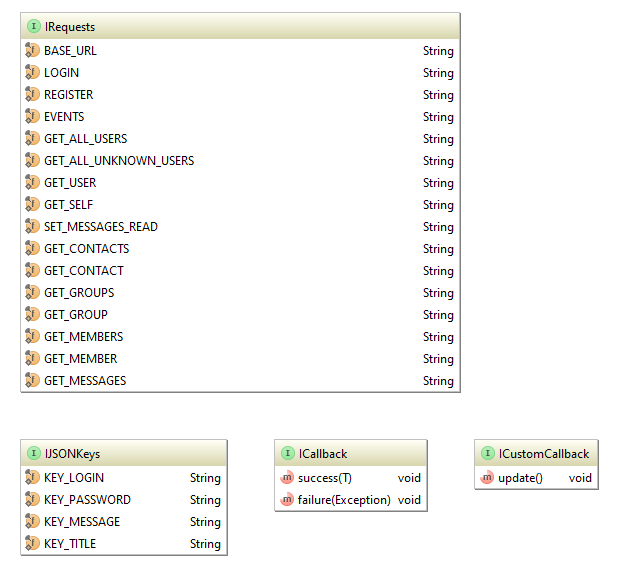 IRequests
BASE_URL String
LOGIN String
REGISTER String
EVENTS String
GET_ALL_USERS String
GET_ALL_UNKNOWN_USERS String
GET_USER String
GET_SELF String
SET_MESSAGES_READ String
GET_CONTACTS String
GET_CONTACT String
GET_GROUPS String
GET_GROUP String
GET_MEMBERS String
GET_MEMBER String
GET_MESSAGES String
IJSONKeys
KEY_LOGIN String
KEY_PASSWORD String
KEY_MESSAGE String
KEY_TITLE String
ICallback
success(T) void
failure(Exception) void
ICustomCallback
update() void